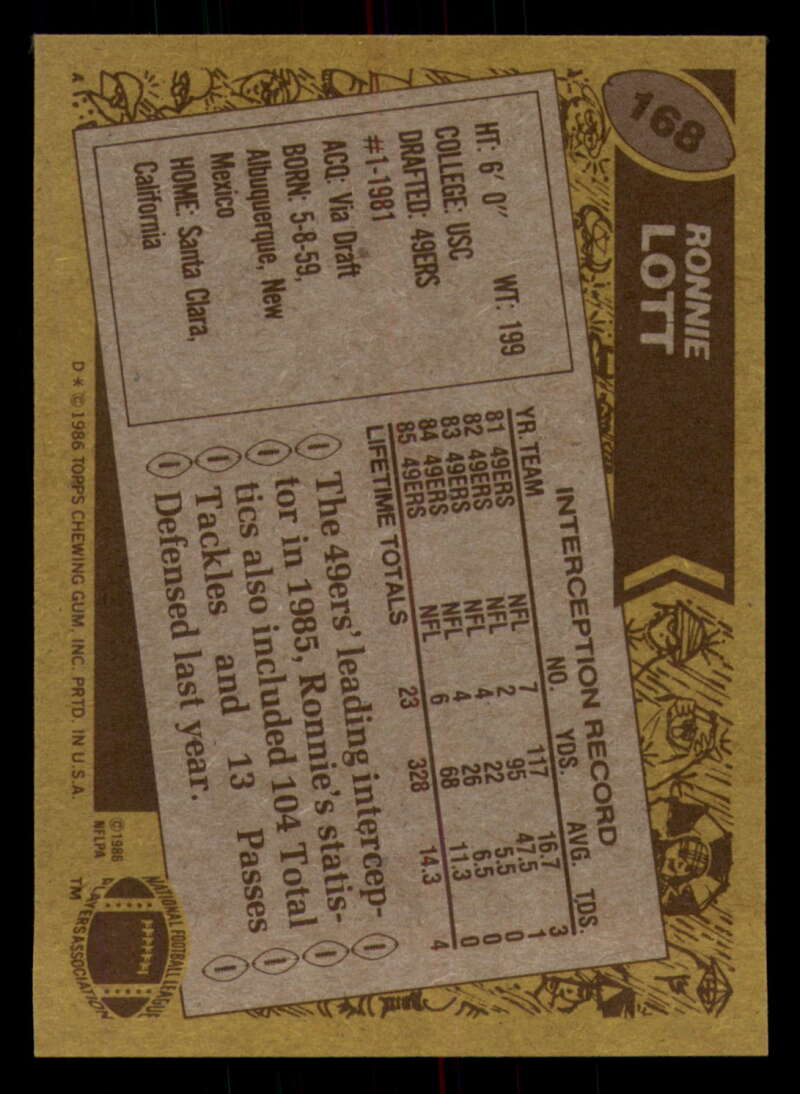 168
RONNIE
LOTT
HT: 6' 0" WT: 199
COLLEGE: USC
DRAFTED: 49ERS
#1-1981
ACQ: Via Draft
BORN: 5-8-59,
Albuquerque, New
Mexico
HOME: Santa Clara,
California
INTERCEPTION RECORD
YR. TEAM NO. YDS. AVG. TDS.
81 49ERS NFL 7 117 16.7 3
82 49ERS NFL 2 95 47.5 1
83 49ERS NFL 4 22 5.5 0
84 49ERS NFL 4 26 6.5 0
85 49ERS NFL 6 68 11.3 0
LIFETIME TOTALS 23 328 14.3 4
The 49ers' leading intercep-
tor in 1985, Ronnie's statis-
tics also included 104 Total
Tackles and 13 Passes
Defensed last year.
A
D * © 1986 TOPPS CHEWING GUM, INC. PRTD. IN U.S.A.
© 1986
NFLPA
NATIONAL FOOTBALL LEAGUE
PLAYERS ASSOCIATION
TM